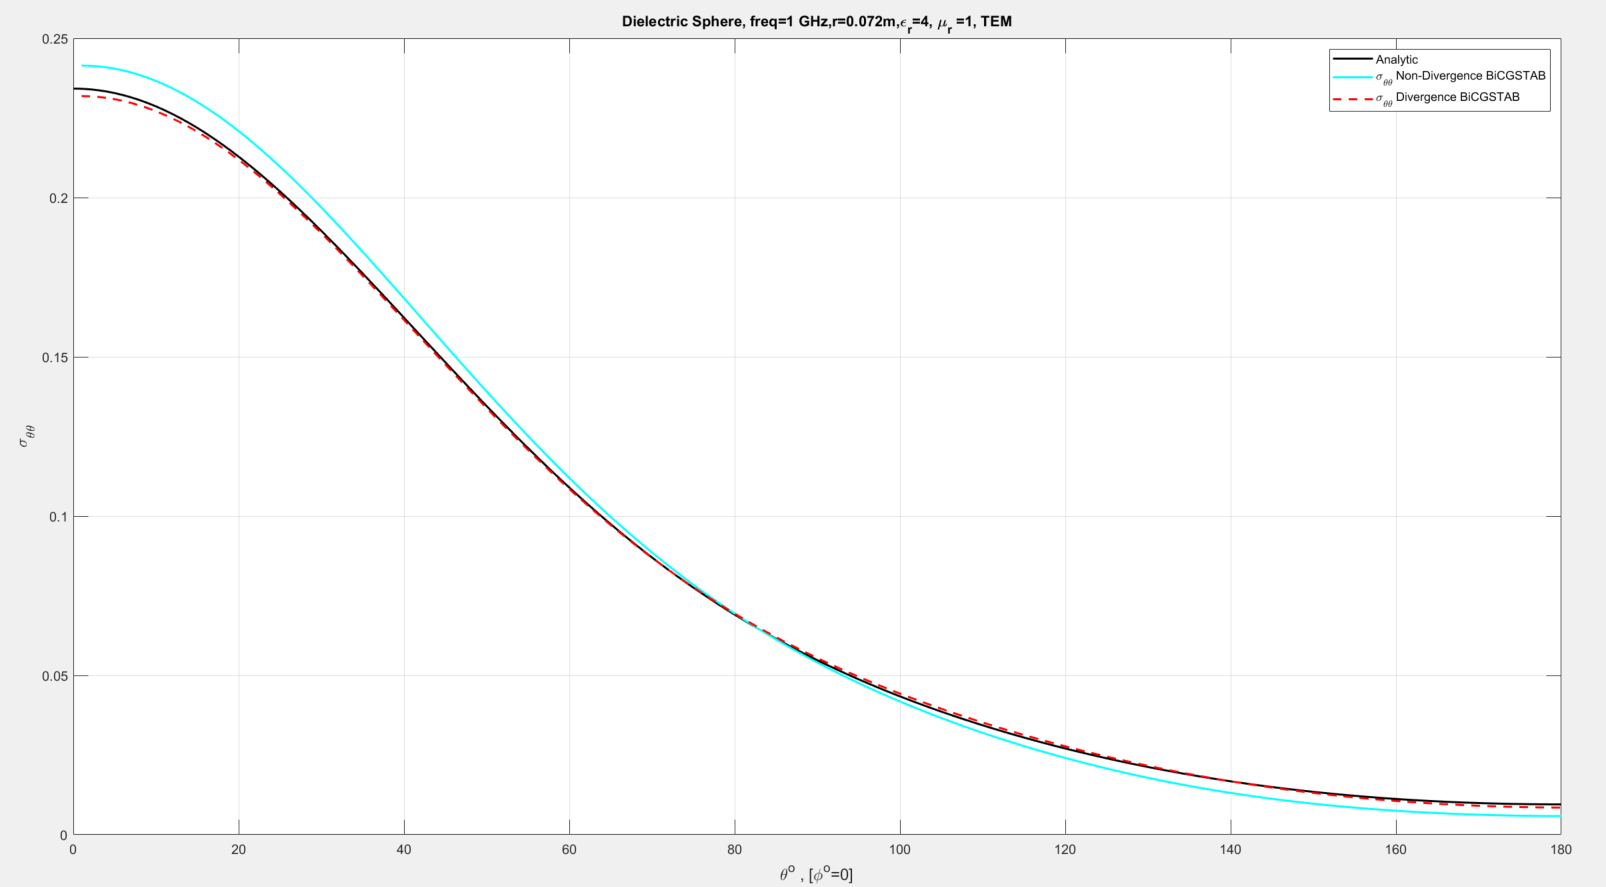 Dielectric Sphere, freq=1 GHz,r=0.072m,ϵr=4, μr =1, TEM
0.25
0.2
0.15
0.1
0.05
0
σθθ
Analytic
σθθ Non-Divergence BiCGSTAB
σθθ Divergence BiCGSTAB
0 20 40 60 80 100 120 140 160 180
θo , [ϕo=0]